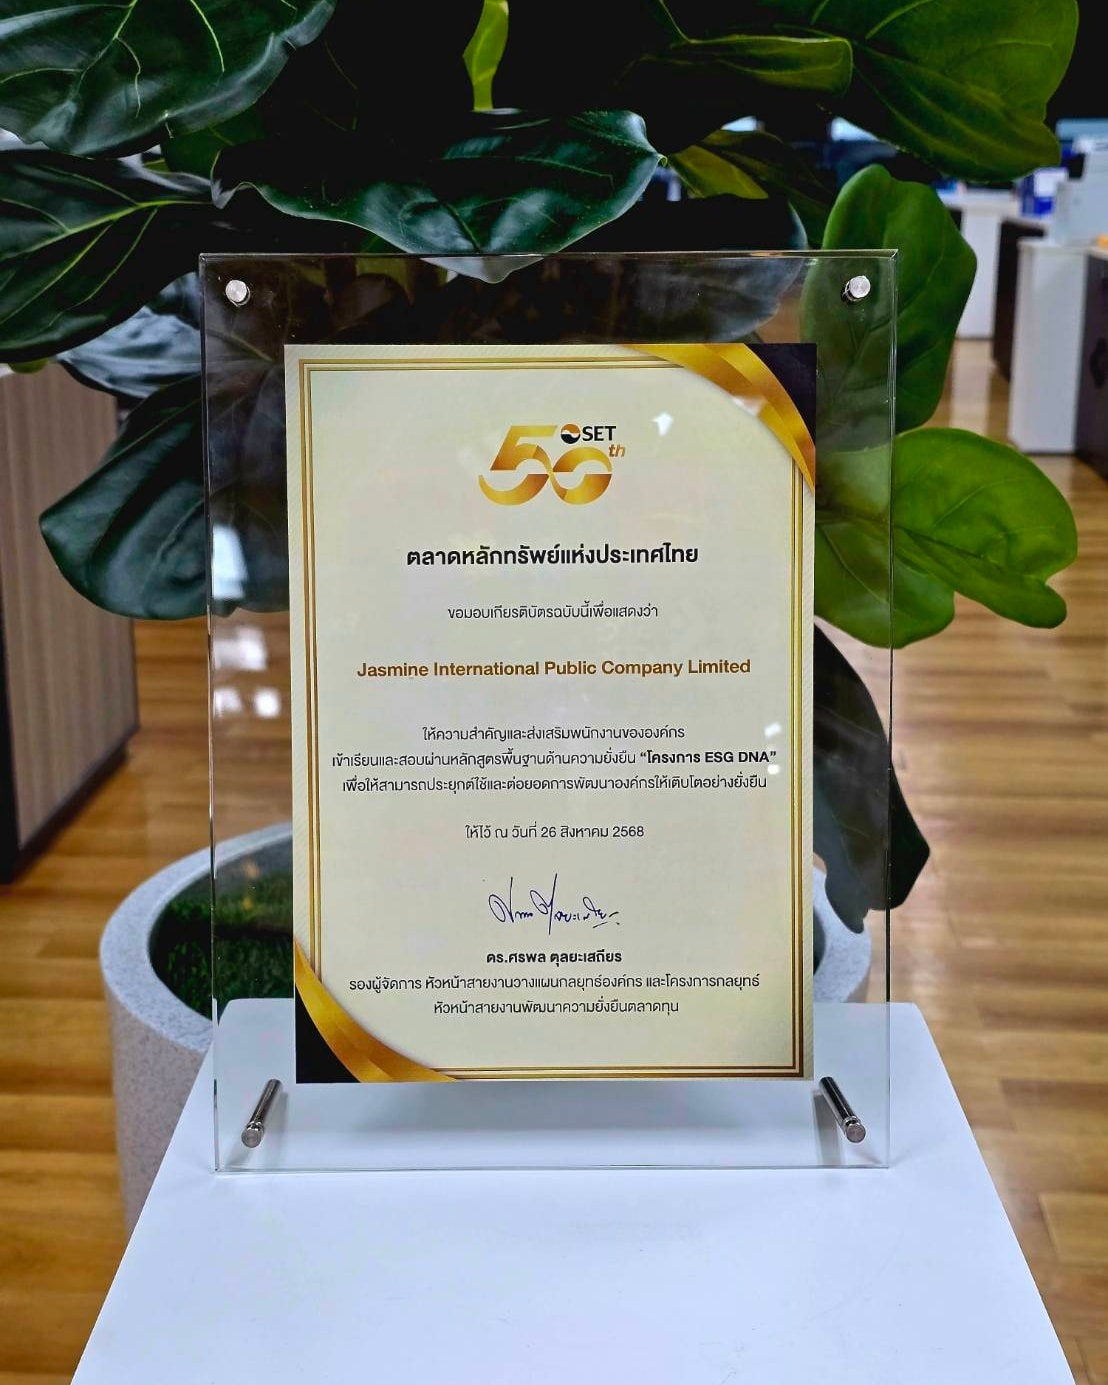 SET
50th
ตลาดหลักทรัพย์แห่งประเทศไทย
ขอมอบเกียรติบัตรฉบับนี้เพื่อแสดงว่า
Jasmine International Public Company Limited
ให้ความสำคัญและส่งเสริมพนักงานขององค์กร
เข้าเรียนและสอบผ่านหลักสูตรพื้นฐานด้านความยั่งยืน “โครงการ ESG DNA”
เพื่อให้สามารถประยุกต์ใช้และต่อยอดการพัฒนาองค์กรให้เติบโตอย่างยั่งยืน
ให้ไว้ ณ วันที่ 26 สิงหาคม 2568
ดร.ศรพล ตุลยะเสถียร
รองผู้จัดการ หัวหน้าสายงานวางแผนกลยุทธ์องค์กร และโครงการกลยุทธ์
หัวหน้าสายงานพัฒนาความยั่งยืนตลาดทุน